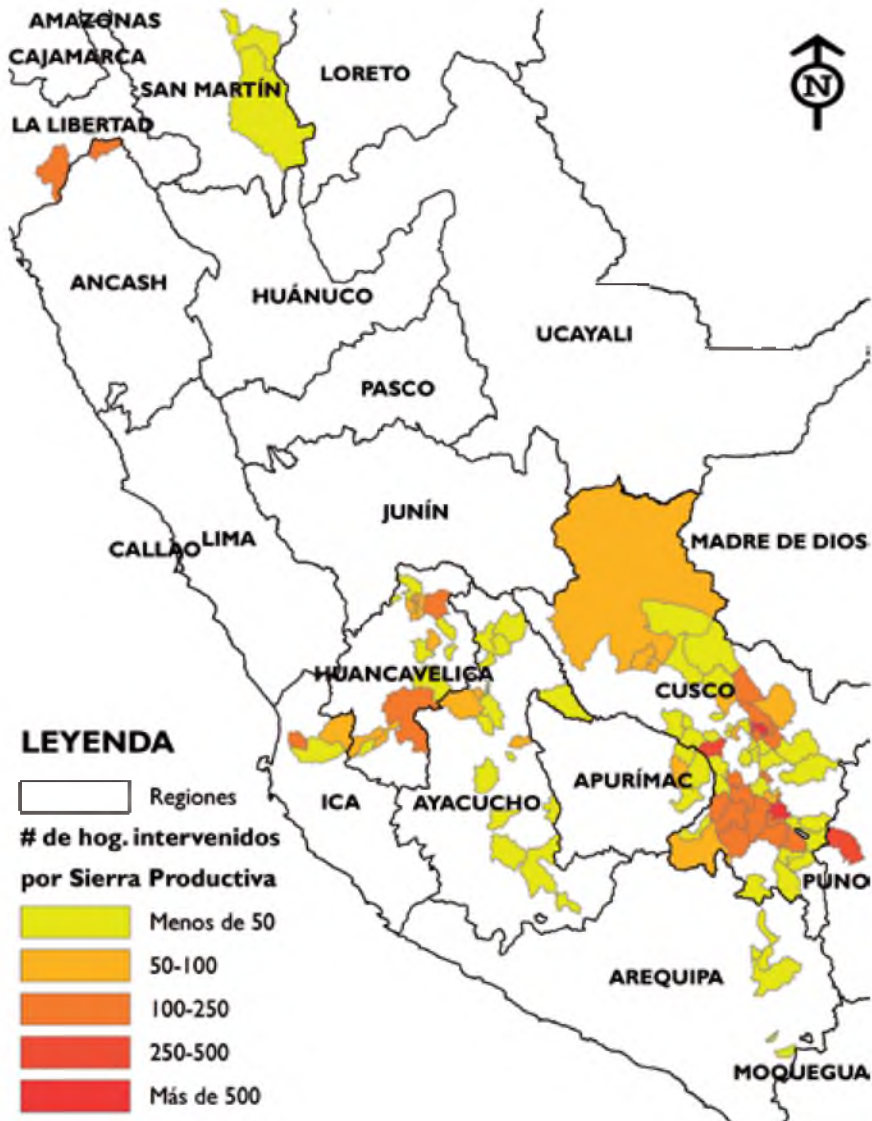 AMAZONAS
CAJAMARCA
SAN MARTÍN
LORETO
N
LA LIBERTAD
ANCASH
HUÁNUCO
UCAYALI
PASCO
JUNÍN
MADRE DE DIOS
CALLAO
LIMA
HUANCAVELICA
CUSCO
LEYENDA
Regiones
ICA
AYACUCHO
APURÍMAC
# de hog. intervenidos
por Sierra Productiva
PUNO
Menos de 50
50-100
AREQUIPA
100-250
250-500
MOQUEGUA
Más de 500